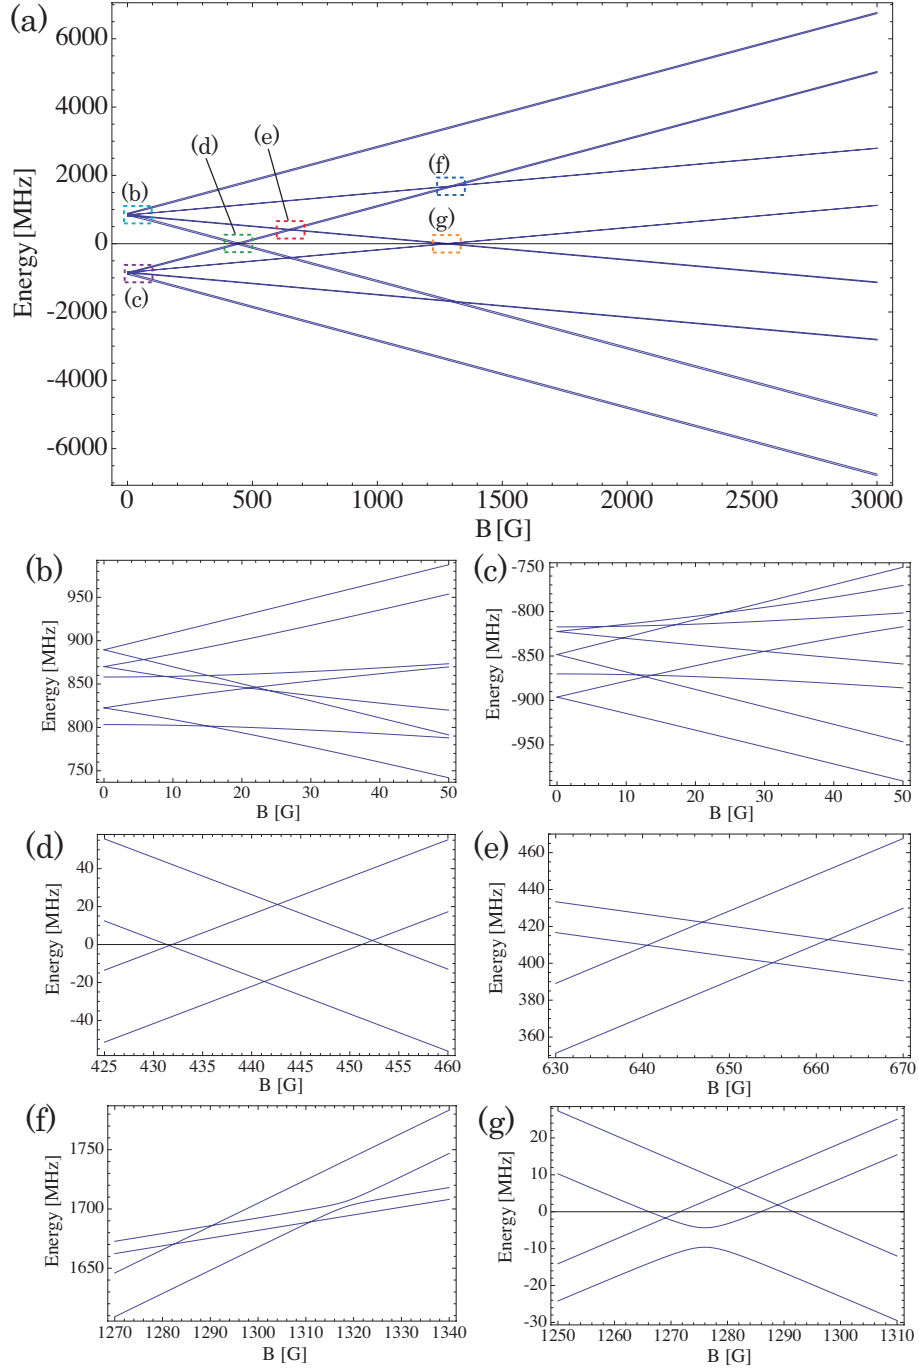 (a)
6000
4000
2000
0
-2000
-4000
-6000
Energy [MHz]
(b)
(c)
(d)
(e)
(f)
(g)
0 500 1000 1500 2000 2500 3000
B [G]
(b)
950
900
850
800
750
Energy [MHz]
0 10 20 30 40 50
B [G]
(c)
-750
-800
-850
-900
-950
Energy [MHz]
0 10 20 30 40 50
B [G]
(d)
40
20
0
-20
-40
Energy [MHz]
425 430 435 440 445 450 455 460
B [G]
(e)
460
440
420
400
380
360
Energy [MHz]
630 640 650 660 670
B [G]
(f)
1750
1700
1650
Energy [MHz]
1270 1280 1290 1300 1310 1320 1330 1340
B [G]
(g)
20
10
0
-10
-20
-30
Energy [MHz]
1250 1260 1270 1280 1290 1300 1310
B [G]